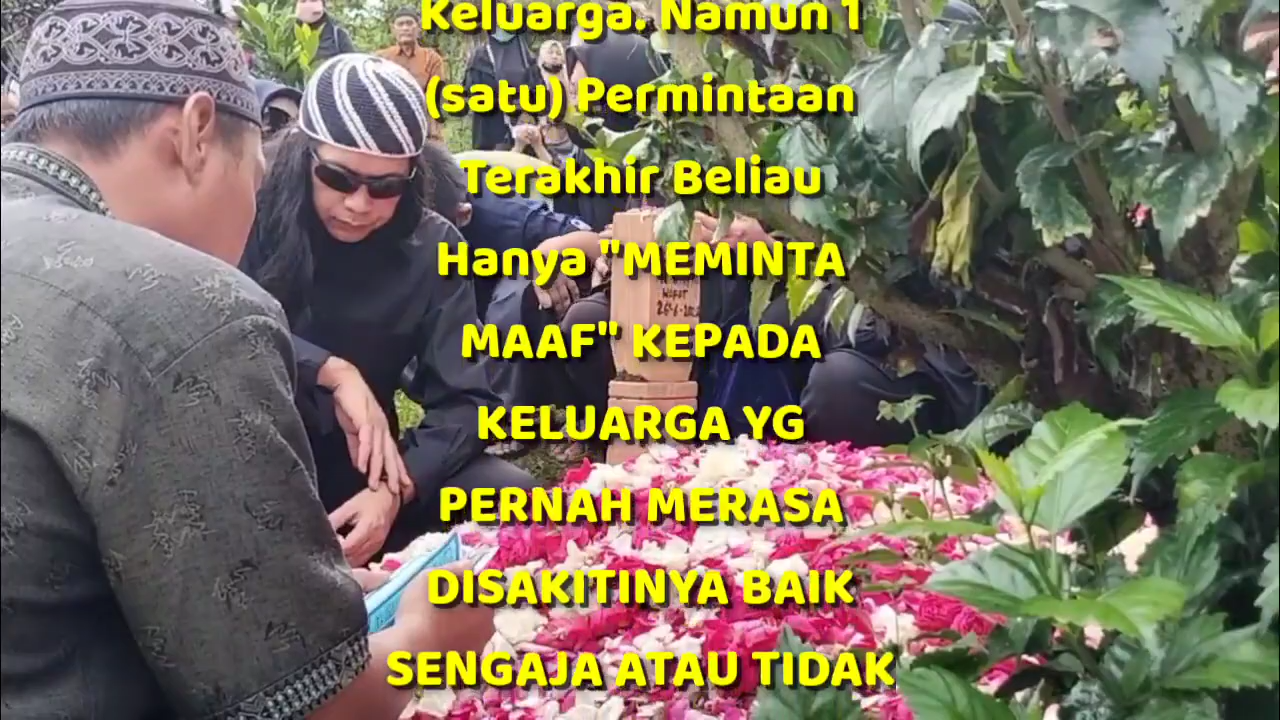 Keluarga. Namun 1
(satu) Permintaan
Terakhir Beliau
Hanya "MEMINTA
MAAF" KEPADA
KELUARGA YG
PERNAH MERASA
DISAKITINYA BAIK
SENGAJA ATAU TIDAK
WAFAT